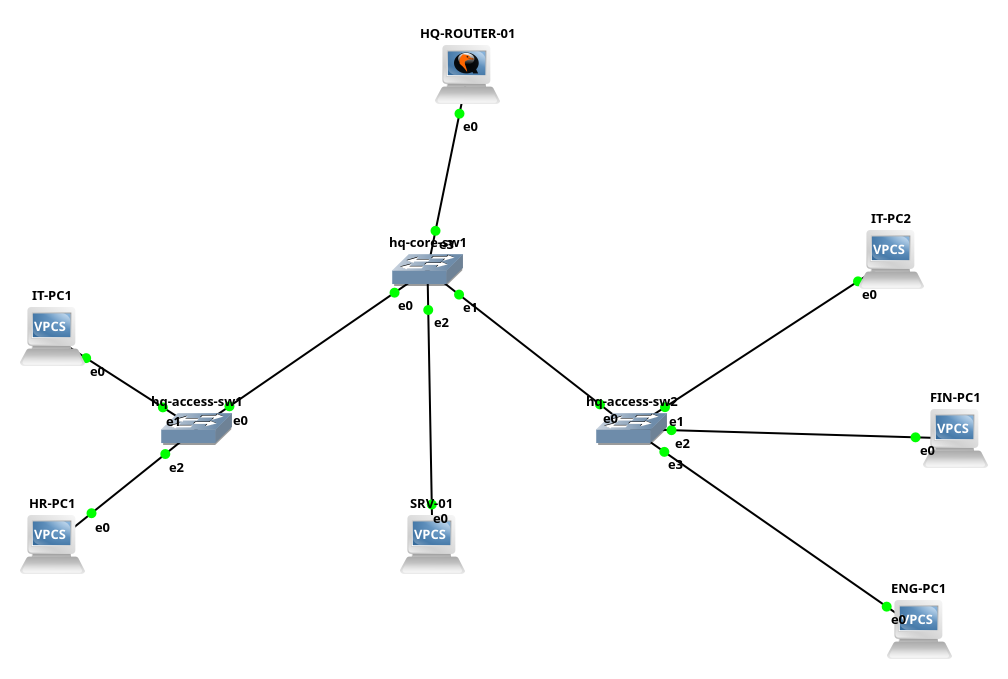 HQ-ROUTER-01
e0
hq-core-sw1
e3
e0
e2
e1
IT-PC2
VPCS
e0
IT-PC1
VPCS
e0
hq-access-sw1
e1
e0
e2
hq-access-sw2
e0
e1
e2
e3
FIN-PC1
VPCS
e0
HR-PC1
VPCS
e0
SRV-01
e0
VPCS
ENG-PC1
VPCS
e0